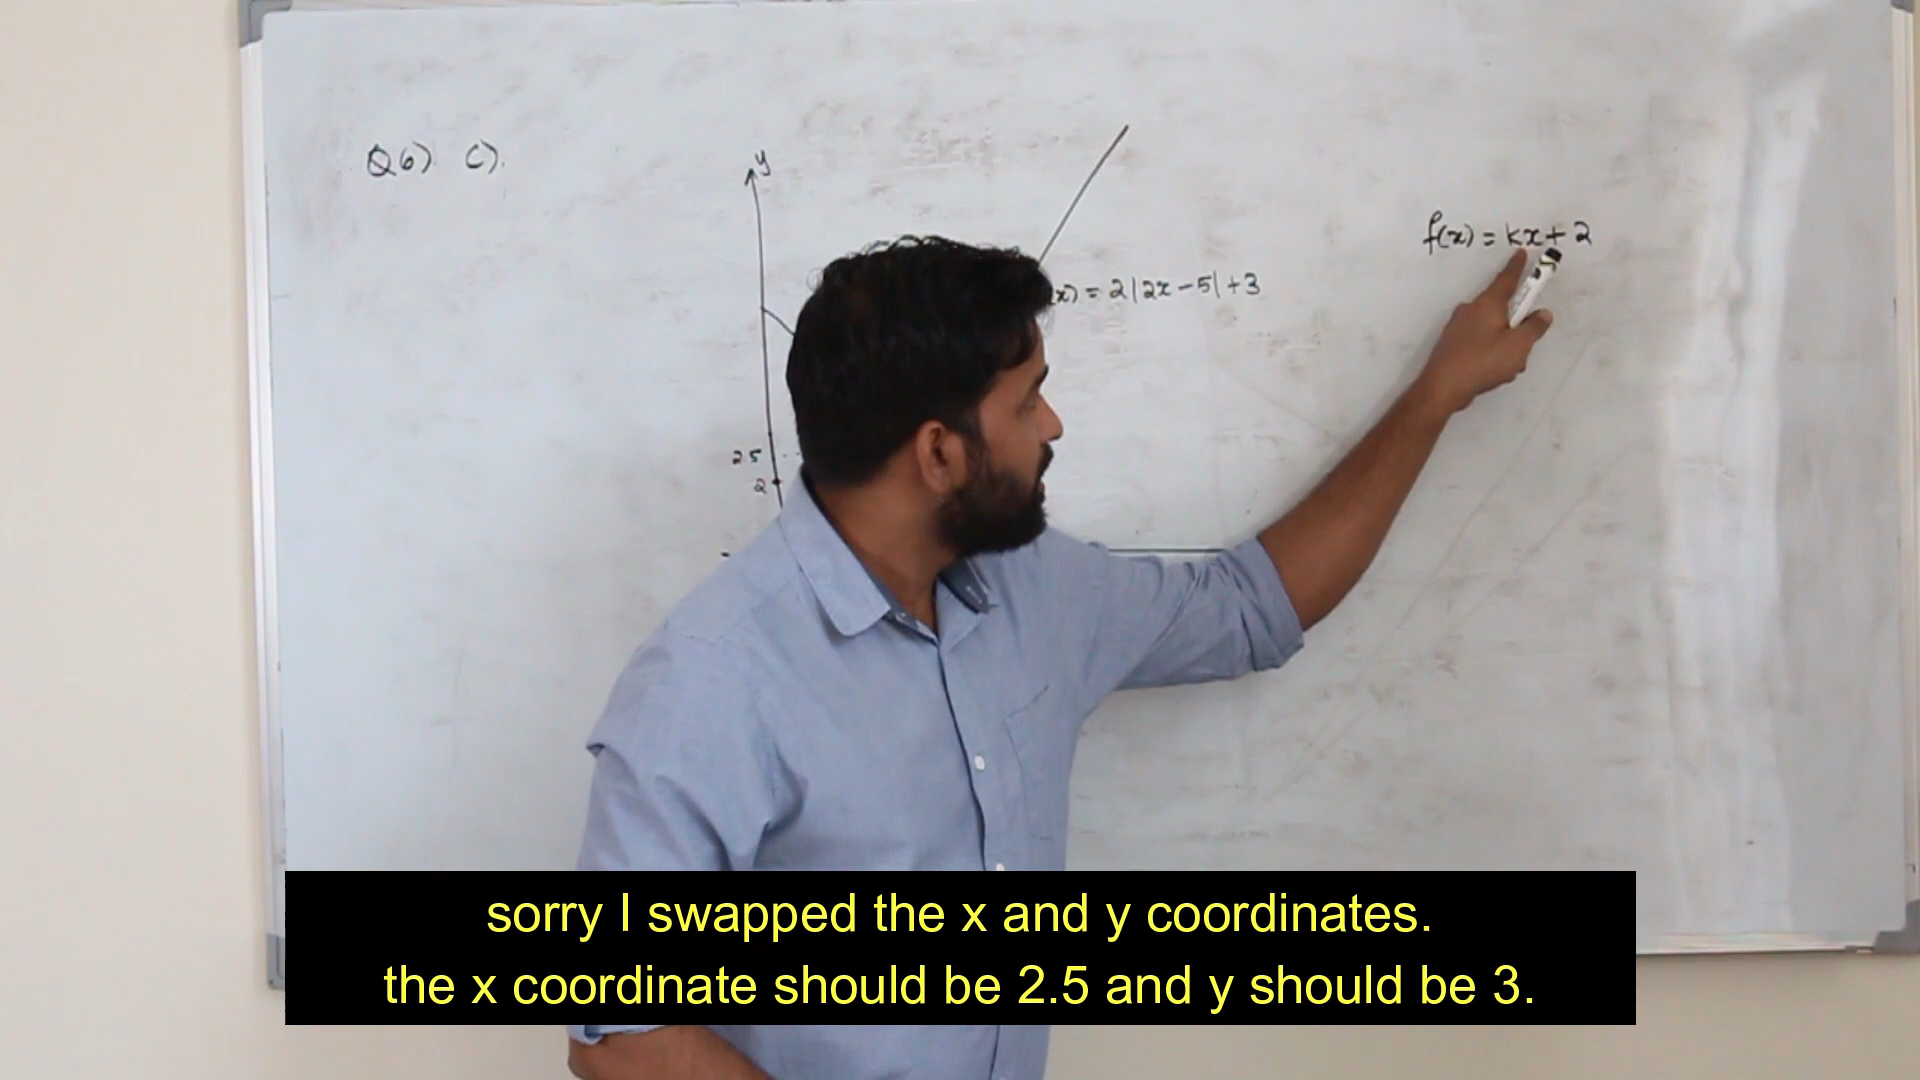 Q6). C).
y
f(x) = kx + 2
(x) = 2|2x - 5| + 3
2.5
2
sorry I swapped the x and y coordinates.
the x coordinate should be 2.5 and y should be 3.